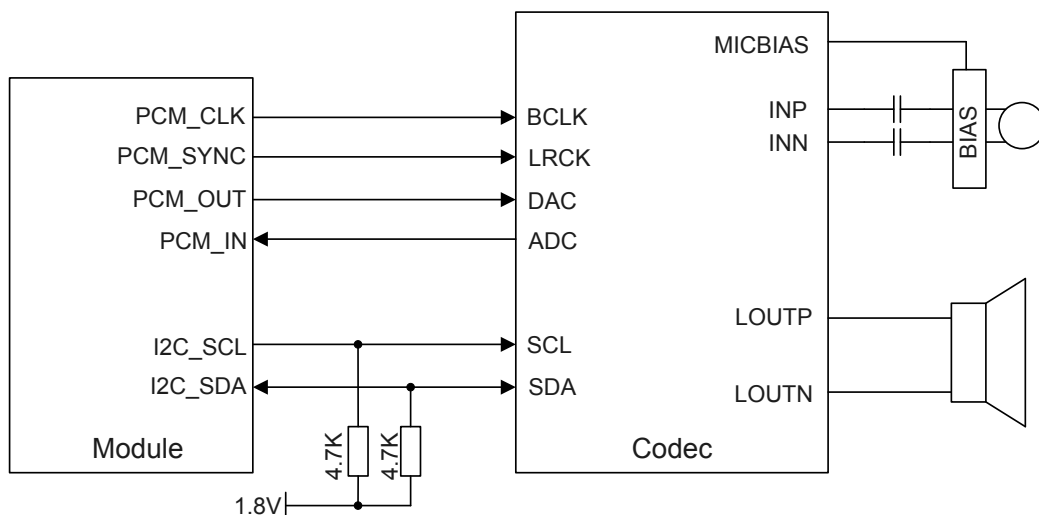 MICBIAS
PCM_CLK
BCLK
INP
PCM_SYNC
LRCK
INN
BIAS
PCM_OUT
DAC
PCM_IN
ADC
LOUTP
I2C_SCL
SCL
I2C_SDA
SDA
LOUTN
Module
4.7K
4.7K
Codec
1.8V